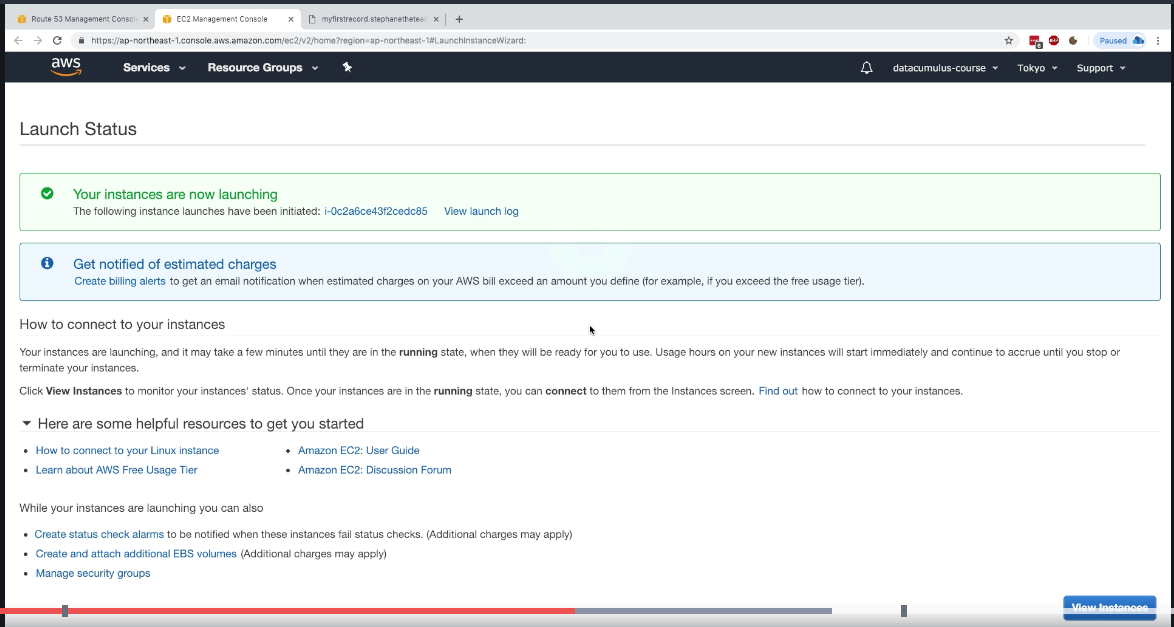 Route 53 Management Consol
EC2 Management Console
myfirstrecord.stephanetheteac
https://ap-northeast-1.console.aws.amazon.com/ec2/v2/home?region=ap-northeast-1#LaunchInstanceWizard:
6
Paused
aws
Services
Resource Groups
datacumulus-course
Tokyo
Support
Launch Status
Your instances are now launching
The following instance launches have been initiated: i-0c2a6ce43f2cedc85 View launch log
Get notified of estimated charges
Create billing alerts to get an email notification when estimated charges on your AWS bill exceed an amount you define (for example, if you exceed the free usage tier).
How to connect to your instances
Your instances are launching, and it may take a few minutes until they are in the running state, when they will be ready for you to use. Usage hours on your new instances will start immediately and continue to accrue until you stop or
terminate your instances.
Click View Instances to monitor your instances' status. Once your instances are in the running state, you can connect to them from the Instances screen. Find out how to connect to your instances.
Here are some helpful resources to get you started
How to connect to your Linux instance
Amazon EC2: User Guide
Learn about AWS Free Usage Tier
Amazon EC2: Discussion Forum
While your instances are launching you can also
Create status check alarms to be notified when these instances fail status checks. (Additional charges may apply)
Create and attach additional EBS volumes (Additional charges may apply)
Manage security groups
View Instances